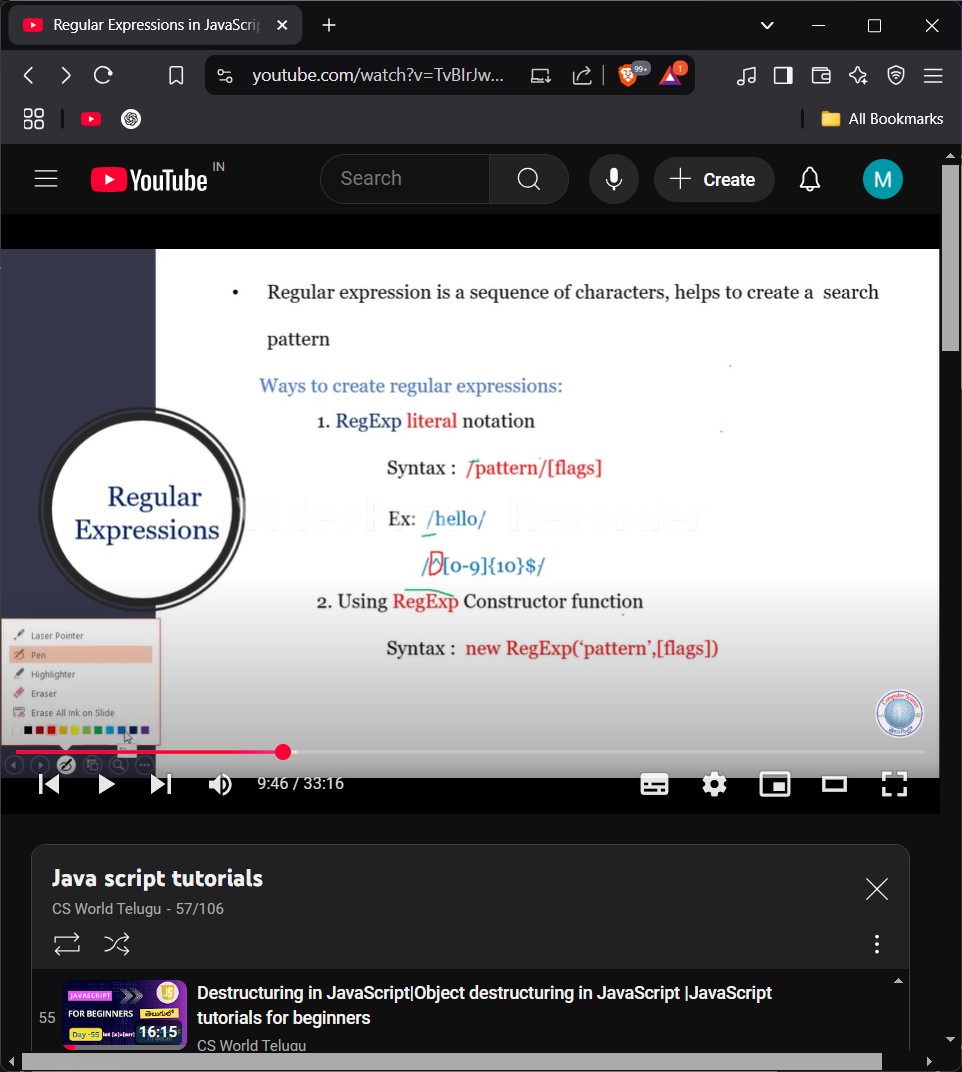 Regular Expressions in JavaScrip
youtube.com/watch?v=TvBIrJw...
99+
1
All Bookmarks
YouTube IN
Search
Create
M
• Regular expression is a sequence of characters, helps to create a search
pattern
Ways to create regular expressions:
1. RegExp literal notation
Syntax : /pattern/[flags]
Regular
Expressions
Ex: /hello/
/^[0-9]{10}$/
2. Using RegExp Constructor function
Syntax : new RegExp('pattern',[flags])
Laser Pointer
Pen
Highlighter
Eraser
Erase All Ink on Slide
9:46 / 33:16
Java script tutorials
CS World Telugu - 57/106
55
JAVASCRIPT
JS
FOR BEGINNERS తెలుగులో
Day -55
16:15
Destructuring in JavaScript|Object destructuring in JavaScript |JavaScript
tutorials for beginners
CS World Telugu